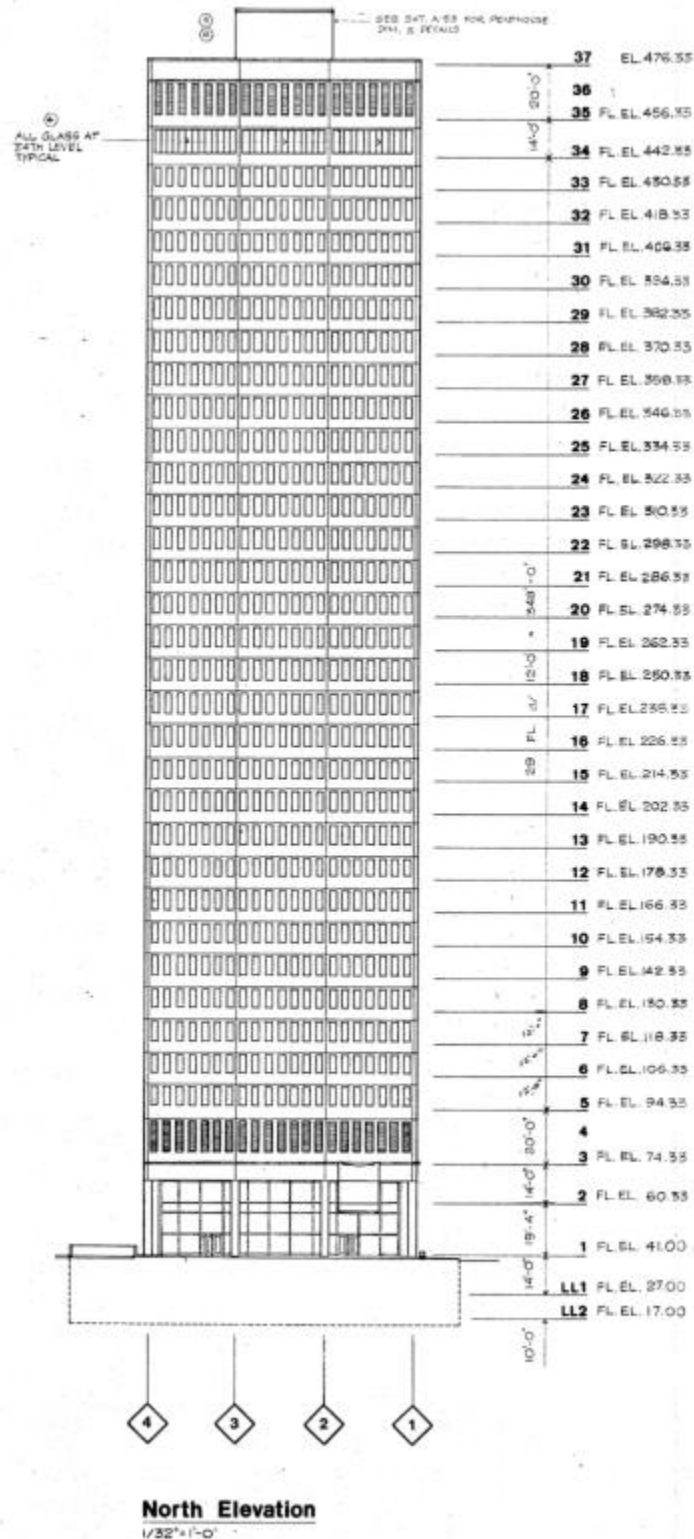 SEE SHT. A-53 FOR PENTHOUSE
DIM. & DETAILS
ALL GLASS AT
34TH LEVEL
TYPICAL
37 EL. 476.33
36
35 FL. EL. 456.33
34 FL. EL. 442.33
33 FL. EL. 430.33
32 FL. EL. 418.33
31 FL. EL. 406.33
30 FL. EL. 394.33
29 FL. EL. 382.33
28 FL. EL. 370.33
27 FL. EL. 358.33
26 FL. EL. 346.33
25 FL. EL. 334.33
24 FL. EL. 322.33
23 FL. EL. 310.33
22 FL. EL. 298.33
21 FL. EL. 286.33
20 FL. EL. 274.33
19 FL. EL. 262.33
18 FL. EL. 250.33
17 FL. EL. 238.33
16 FL. EL. 226.33
15 FL. EL. 214.33
14 FL. EL. 202.33
13 FL. EL. 190.33
12 FL. EL. 178.33
11 FL. EL. 166.33
10 FL. EL. 154.33
9 FL. EL. 142.33
8 FL. EL. 130.33
7 FL. EL. 118.33
6 FL. EL. 106.33
5 FL. EL. 94.33
4
3 FL. EL. 74.33
2 FL. EL. 60.33
1 FL. EL. 41.00
LL1 FL. EL. 27.00
LL2 FL. EL. 17.00
20'-0"
14'-0"
29 FL. @ 12'-0" = 348'-0"
20'-0"
14'-0"
19'-4"
14'-0"
10'-0"
4 3 2 1
North Elevation
1/32"=1'-0"